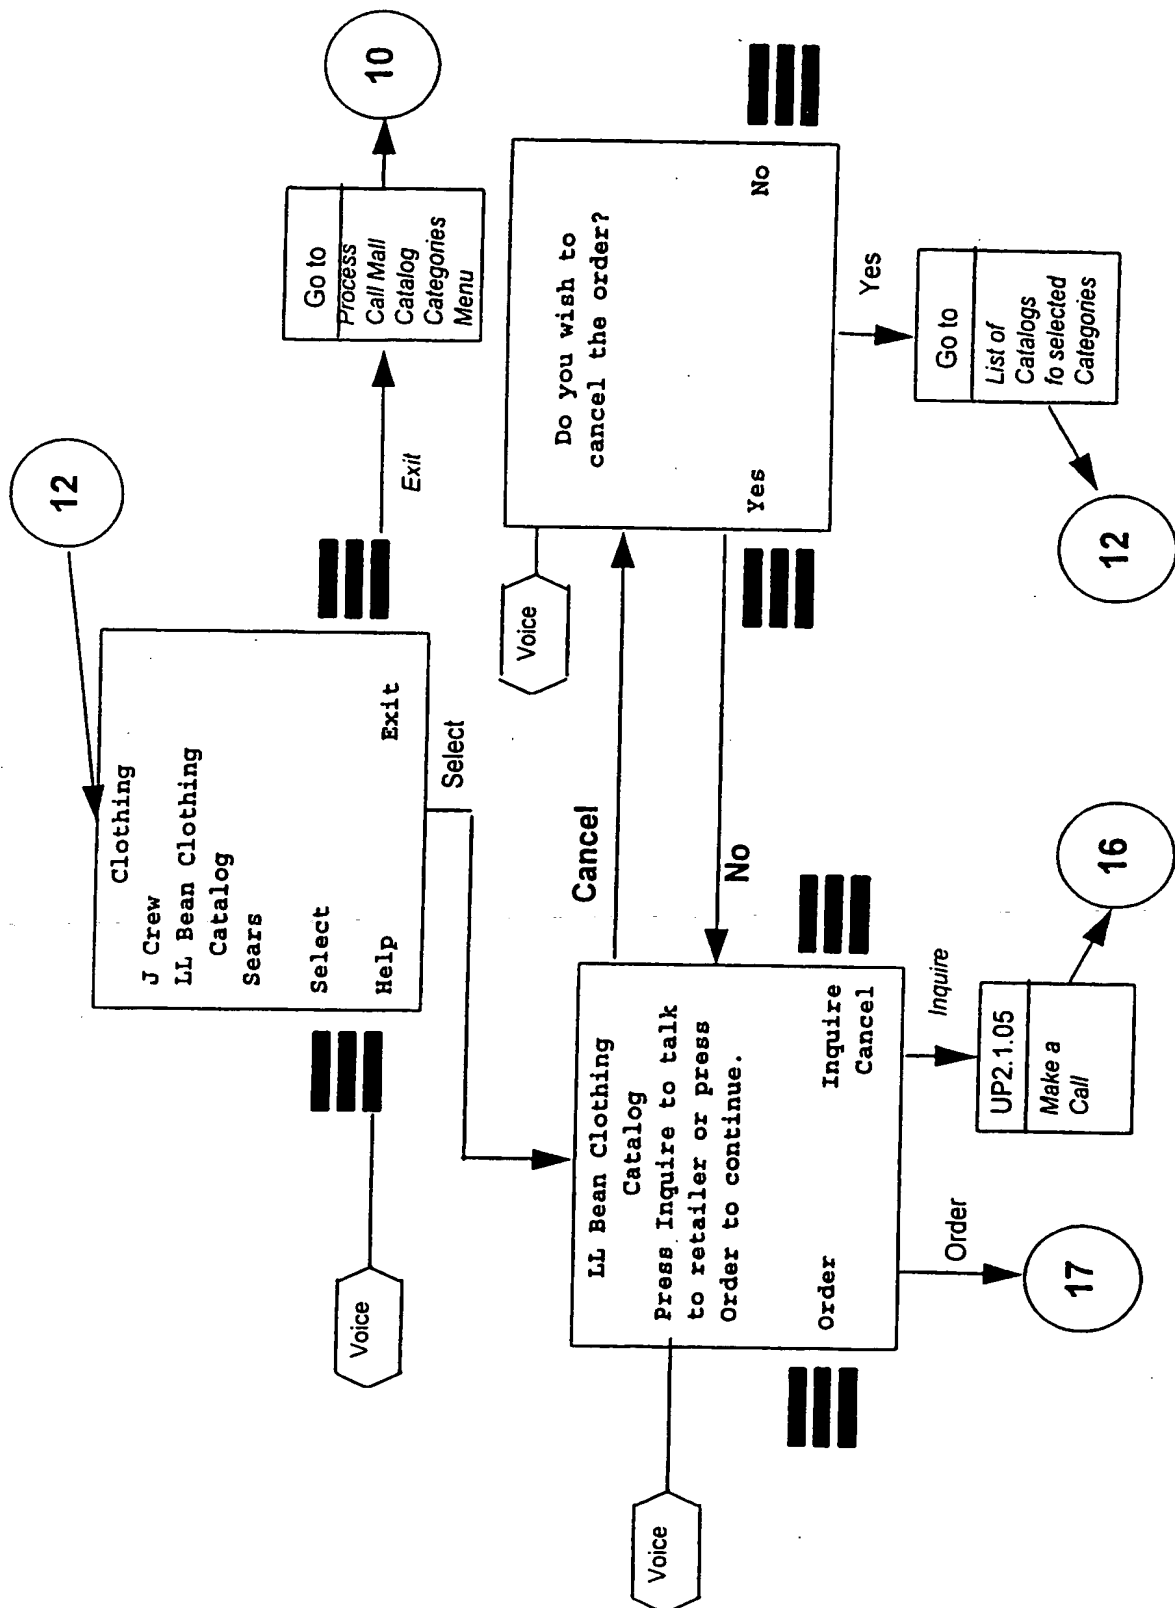 12
Clothing
J Crew
LL Bean Clothing
Catalog
Sears
Select
Help
Exit
Voice
Exit
Go to
Process
Call Mall
Catalog
Categories
Menu
10
Select
LL Bean Clothing
Catalog
Press Inquire to talk
to retailer or press
Order to continue.
Order
Inquire
Cancel
Voice
Cancel
No
Voice
Do you wish to
cancel the order?
Yes
No
Order
17
Inquire
UP2.1.05
Make a
Call
16
Yes
Go to
List of
Catalogs
fo selected
Categories
12